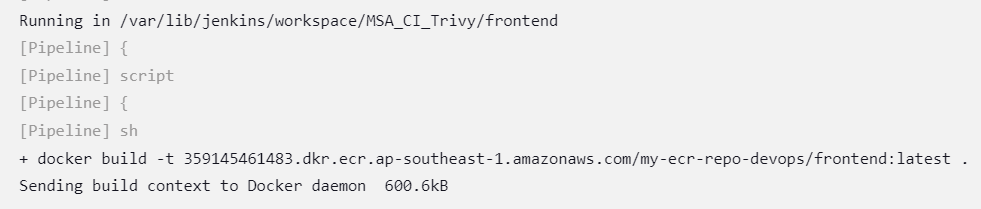 Running in /var/lib/jenkins/workspace/MSA_CI_Trivy/frontend
[Pipeline] {
[Pipeline] script
[Pipeline] {
[Pipeline] sh
+ docker build -t 359145461483.dkr.ecr.ap-southeast-1.amazonaws.com/my-ecr-repo-devops/frontend:latest .
Sending build context to Docker daemon  600.6kB